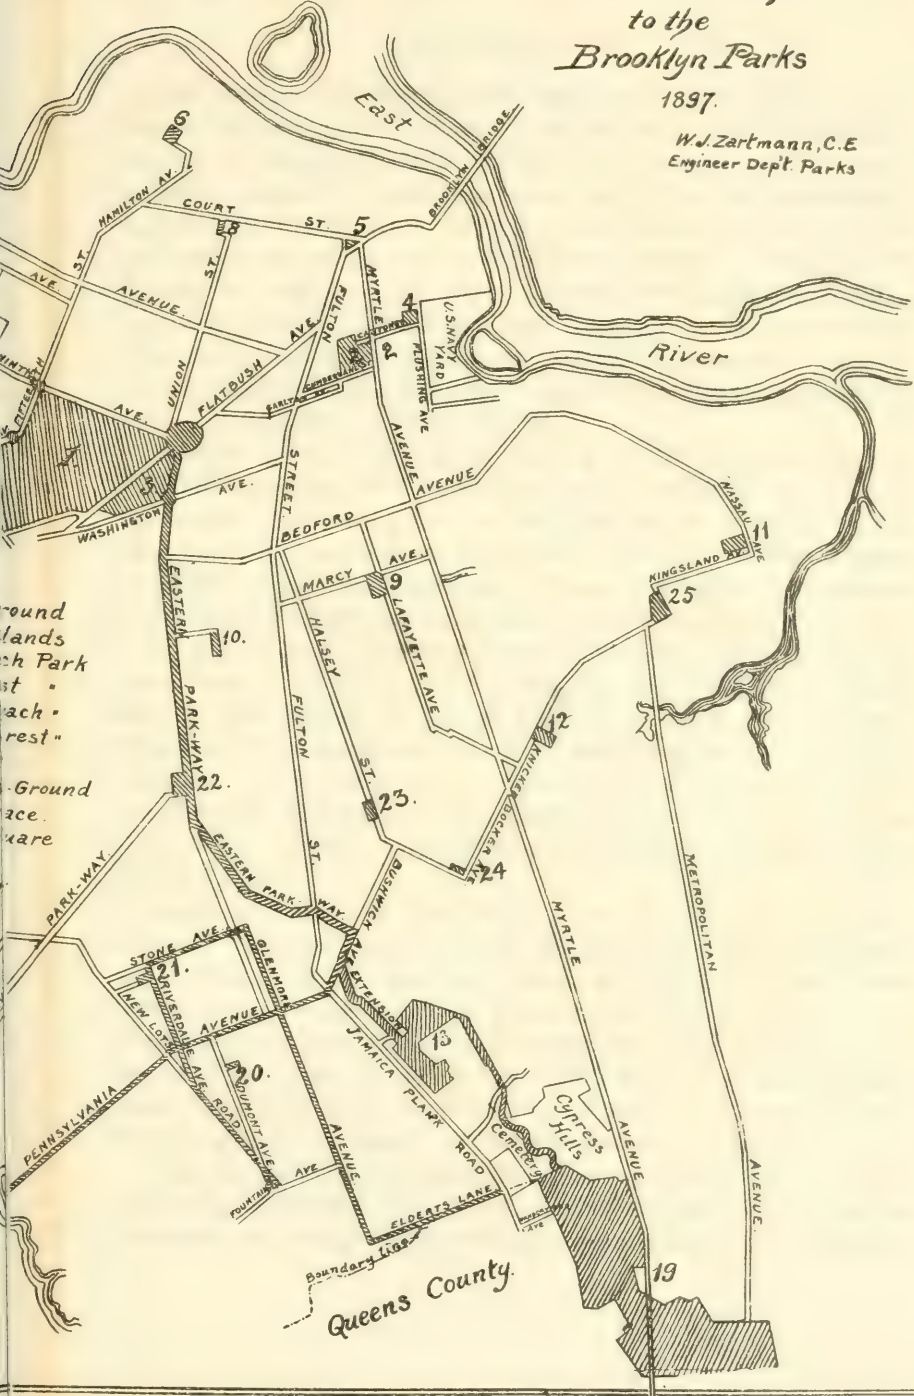 to the
Brooklyn Parks
1897.
W.J. Zartmann, C.E
Engineer Dep't. Parks
East
River
BROOKLYN BRIDGE
6
HAMILTON AV.
COURT ST.
8
5
ST.
AVE.
AVENUE.
UNION ST.
FLATBUSH AVE.
FULTON
STREET
MYRTLE
AVENUE
4
2
U.S. NAVY YARD
FLUSHING AVE
CUMBERLAND
AVE.
1
3
WASHINGTON AVE.
BEDFORD AVENUE
NASSAU AVE
11
KINGSLAND AV.
25
MARCY AVE.
9
LAFAYETTE AVE
HALSEY ST.
EASTERN PARK-WAY
10.
FULTON ST.
12
KNICKERBOCKER AVE
22.
23.
24
round
lands
ch Park
st "
ach "
rest "
Ground
ace.
uare
PARK-WAY
EASTERN PARK WAY
BUSHWICK AVE
EXTENSION
MYRTLE
AVENUE
METROPOLITAN
AVENUE.
STONE AVE.
21.
RIVERDALE AVE.
NEW LOTS ROAD
GLENMORE
AVENUE.
PENNSYLVANIA AVENUE
20.
DUMONT AVE.
FOUNTAIN AVE
JAMAICA PLANK ROAD
18
Cypress Hills
Cemetery
ELDERTS LANE
AVE
Boundary Line
Queens County.
19